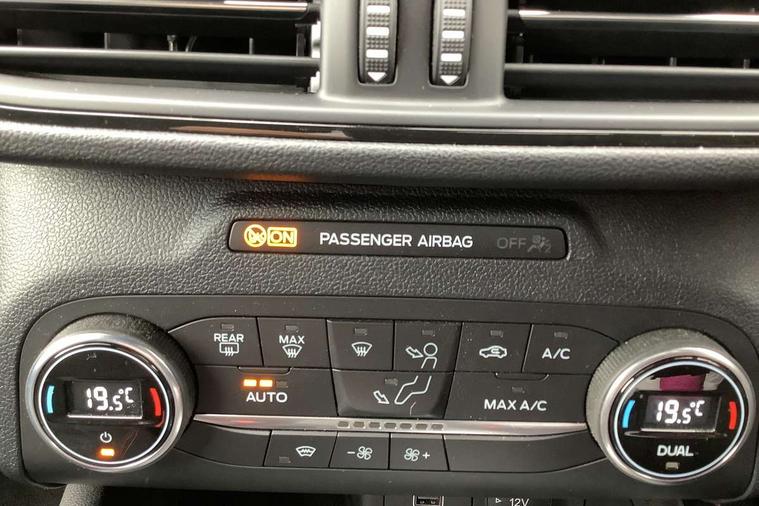 ON PASSENGER AIRBAG OFF
REAR MAX A/C
AUTO MAX A/C
19.5°C 19.5°C
DUAL
- +
12V